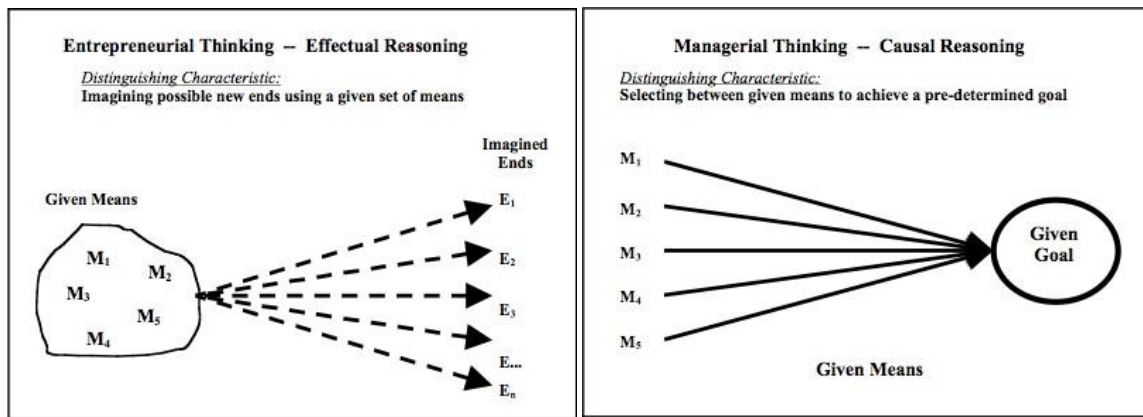 Entrepreneurial Thinking -- Effectual Reasoning
Distinguishing Characteristic:
Imagining possible new ends using a given set of means
Imagined
Ends
Given Means
M₁
M₂
M₃
M₅
M₄
E₁
E₂
E₃
E...
Eₙ
Managerial Thinking -- Causal Reasoning
Distinguishing Characteristic:
Selecting between given means to achieve a pre-determined goal
M₁
M₂
M₃
M₄
M₅
Given
Goal
Given Means